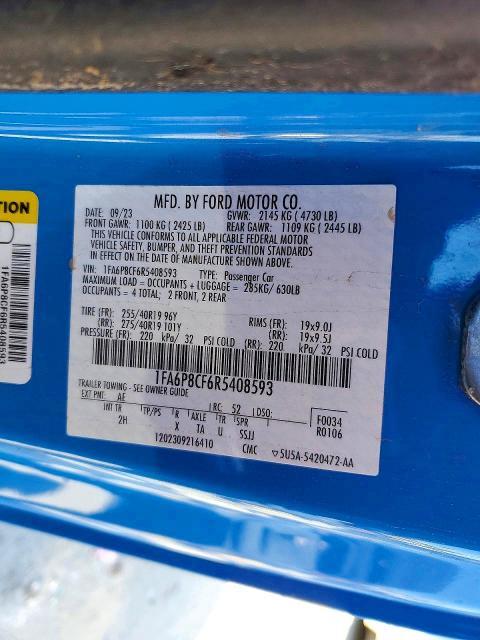 TION
1FA6P8CF6R5408593
MFD. BY FORD MOTOR CO.
DATE: 09/23 GVWR: 2145 KG ( 4730 LB)
FRONT GAWR: 1100 KG ( 2425 LB) REAR GAWR: 1109 KG ( 2445 LB)
THIS VEHICLE CONFORMS TO ALL APPLICABLE FEDERAL MOTOR
VEHICLE SAFETY, BUMPER, AND THEFT PREVENTION STANDARDS
IN EFFECT ON THE DATE OF MANUFACTURE SHOWN ABOVE.
VIN: 1FA6P8CF6R5408593 TYPE: Passenger Car
MAXIMUM LOAD = OCCUPANTS + LUGGAGE = 285KG/ 630LB
OCCUPANTS = 4 TOTAL; 2 FRONT, 2 REAR
TIRE (FR): 255/40R19 96Y RIMS (FR): 19x9.0J
(RR): 275/40R19 101Y (RR): 19x9.5J
PRESSURE (FR): 220 kPa/ 32 PSI COLD (RR): 220 kPa/ 32 PSI COLD
1FA6P8CF6R5408593
TRAILER TOWING - SEE OWNER GUIDE
EXT PNT: AE RC: 52 DSO: F0034
INT TR TP/PS R AXLE TR SPR R0106
2H X TA U SSJJ
1202309216410 CMC ▽SU5A-5420472-AA